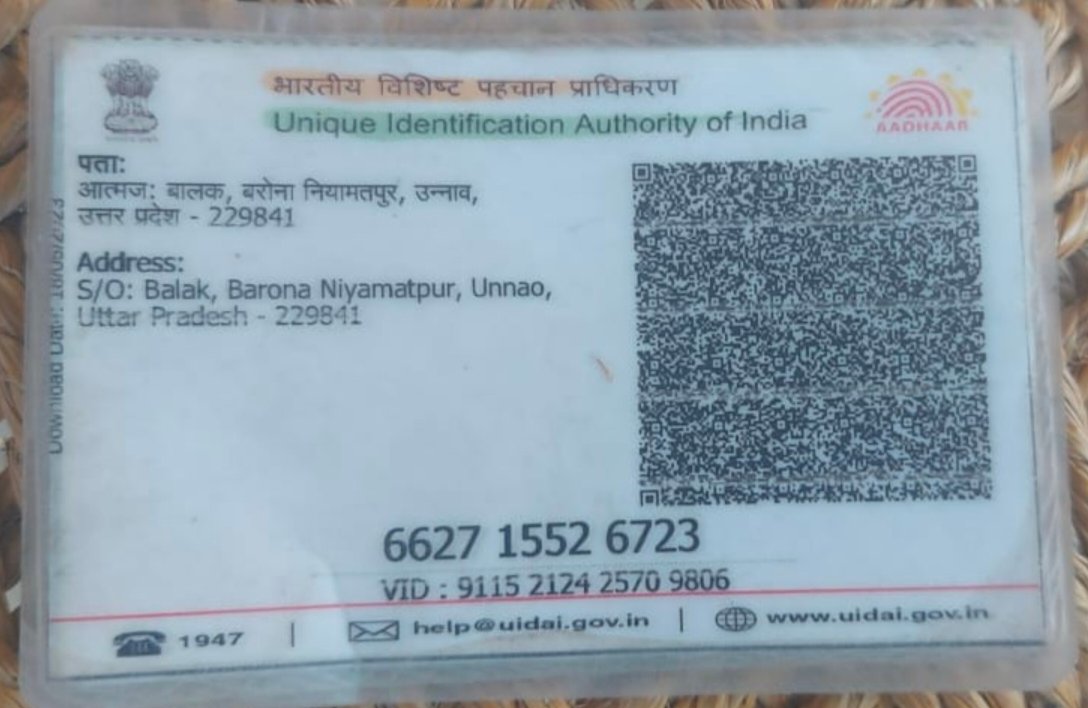 भारतीय विशिष्ट पहचान प्राधिकरण
Unique Identification Authority of India
AADHAAR
पता:
आत्मज: बालक, बरोना नियामतपुर, उन्नाव,
उत्तर प्रदेश - 229841
Address:
S/O: Balak, Barona Niyamatpur, Unnao,
Uttar Pradesh - 229841
Download Date:
6627 1552 6723
VID : 9115 2124 2570 9806
1947 | help@uidai.gov.in | www.uidai.gov.in